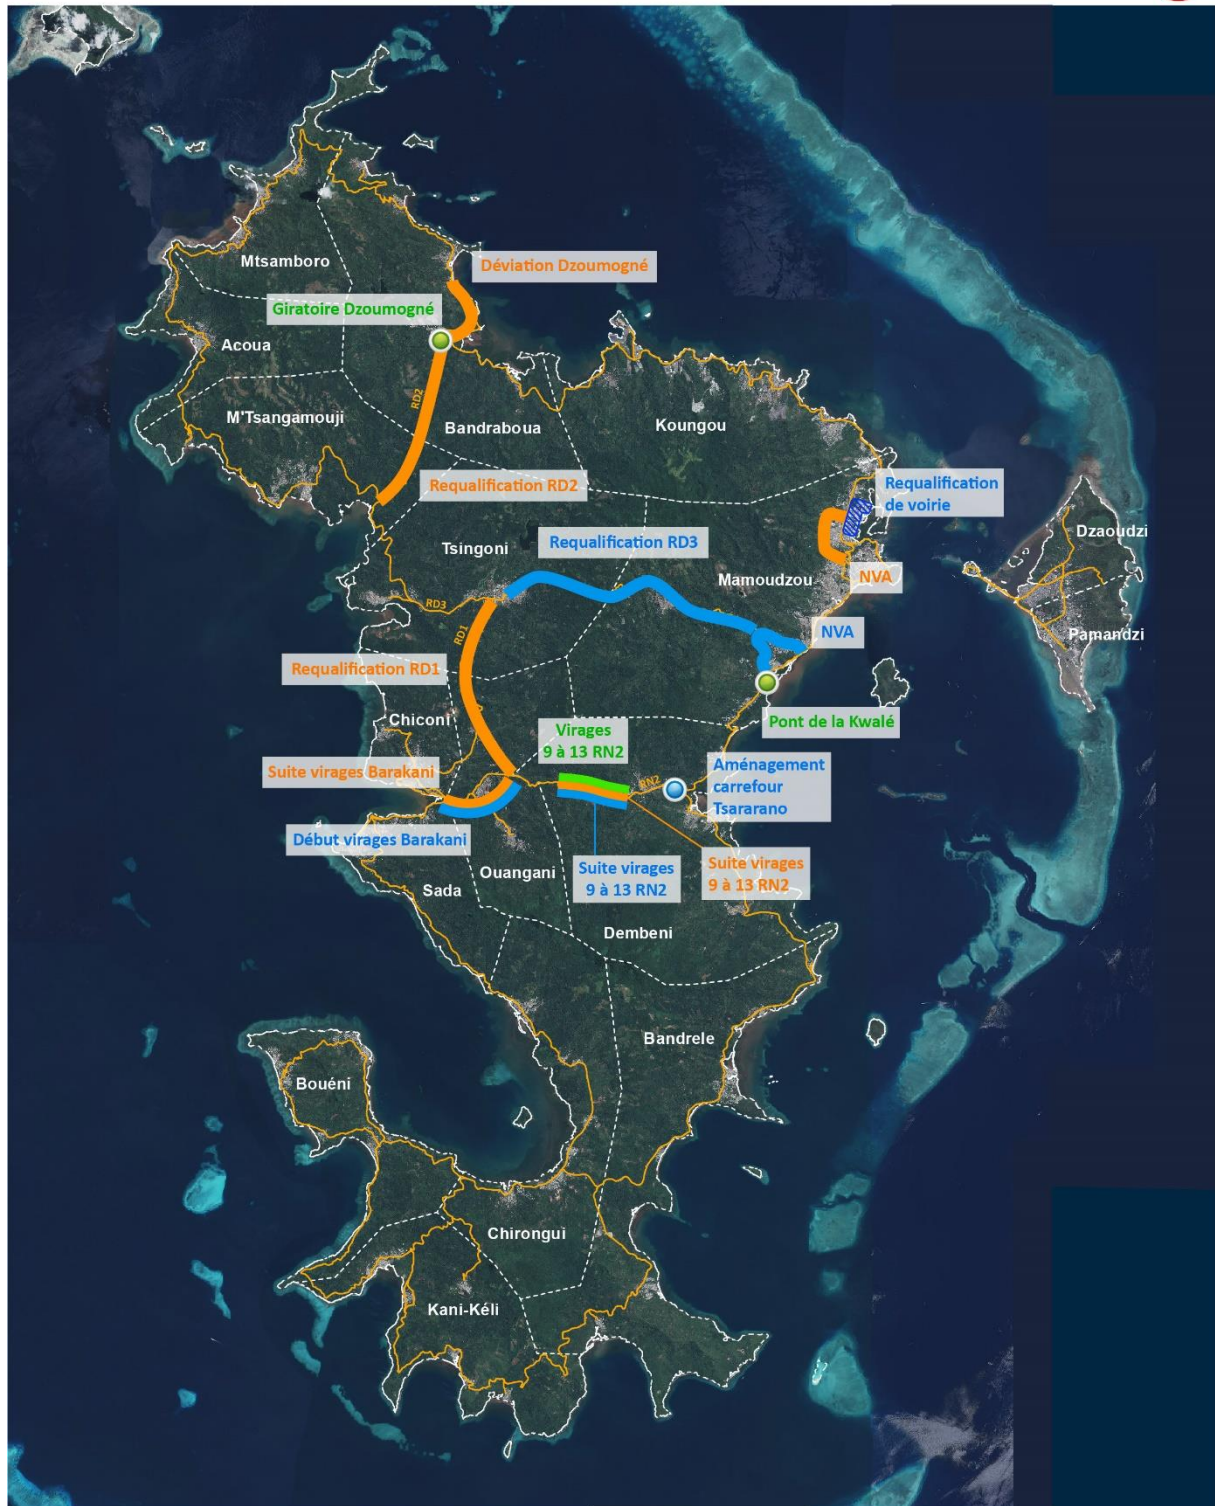 Mtsamboro
Déviation Dzoumogné
Giratoire Dzoumogné
Acoua
RD2
M'Tsangamouji
Bandraboua
Koungou
Requalification RD2
Requalification
de voirie
Dzaoudzi
Tsingoni
Requalification RD3
Mamoudzou
NVA
RD3
RD1
NVA
Pamandzi
Requalification RD1
Chiconi
Virages
9 à 13 RN2
Pont de la Kwalé
Suite virages Barakani
RN2
Aménagement
carrefour
Tsararano
Début virages Barakani
Ouangani
Suite virages
9 à 13 RN2
Suite virages
9 à 13 RN2
Sada
Dembeni
Bandrele
Bouéni
Chirongui
Kani-Kéli